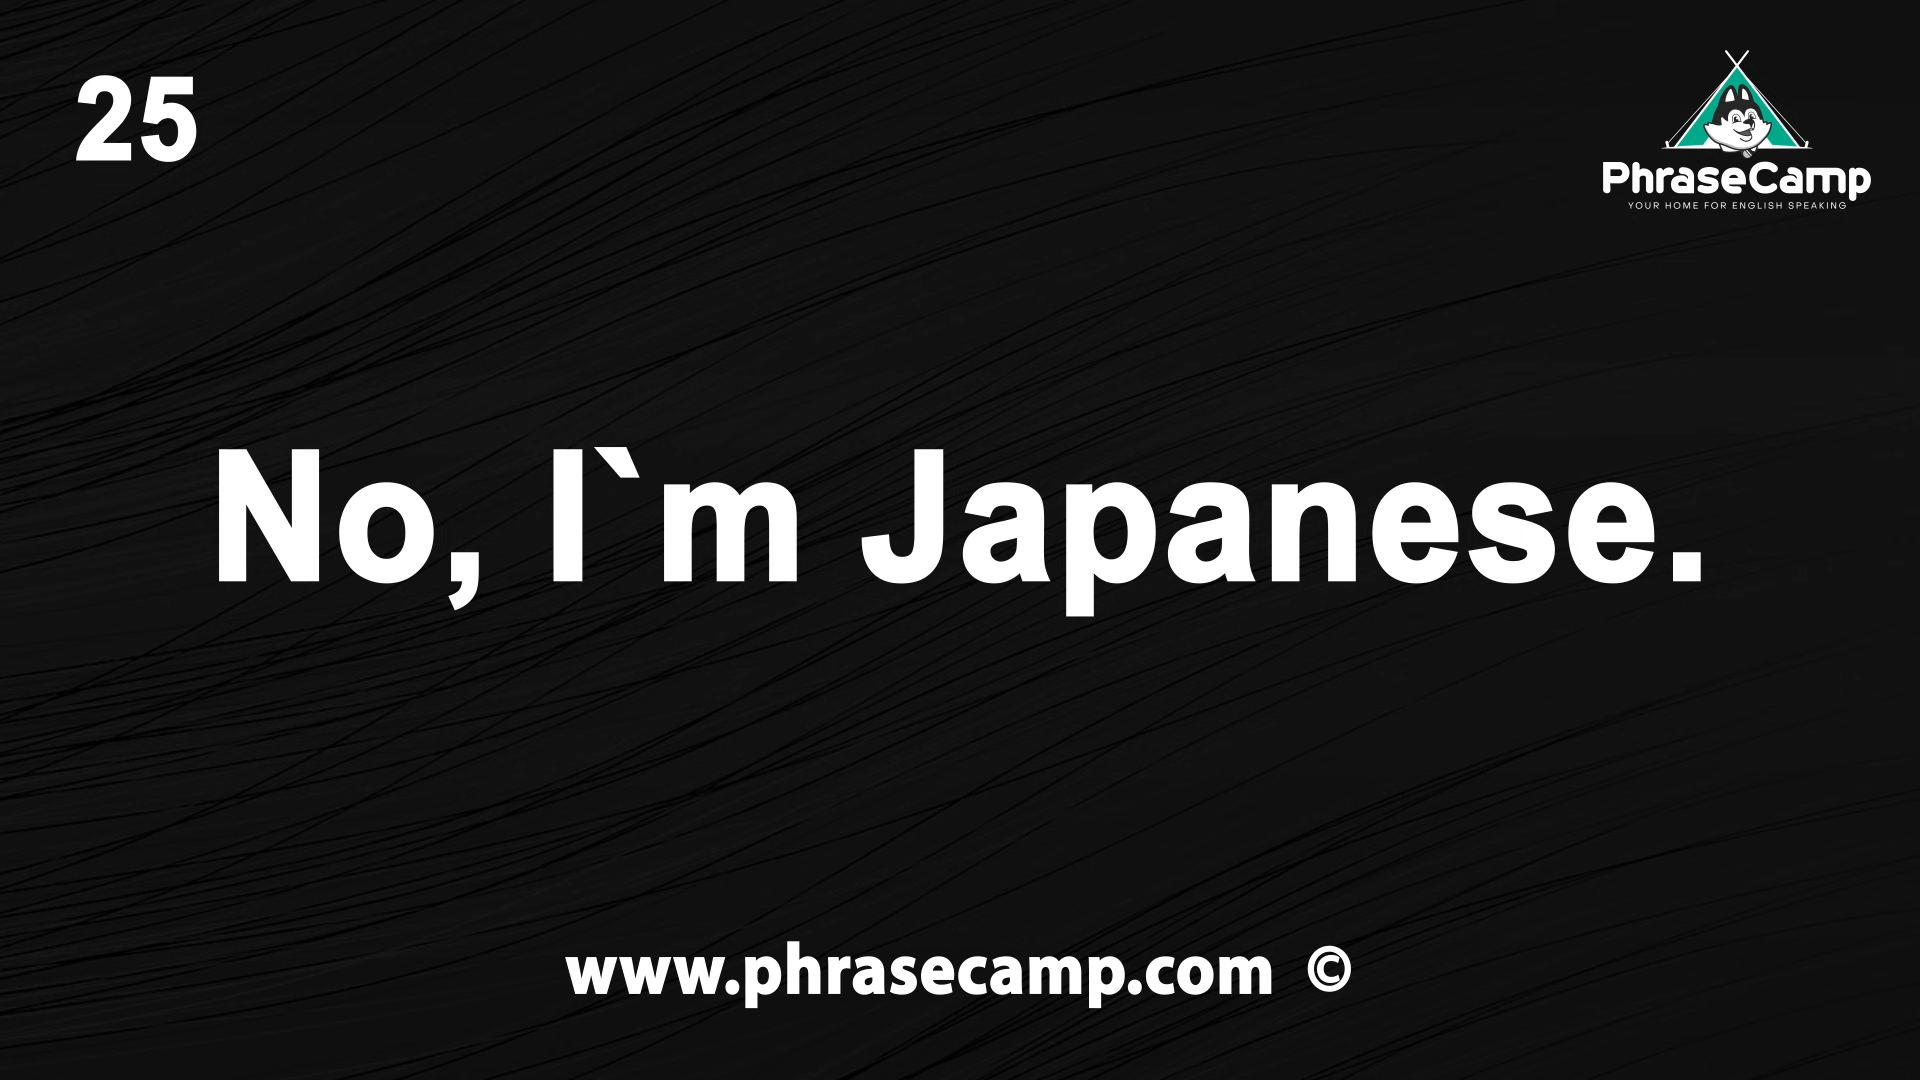 25
PhraseCamp
YOUR HOME FOR ENGLISH SPEAKING
No, I`m Japanese.
www.phrasecamp.com ©